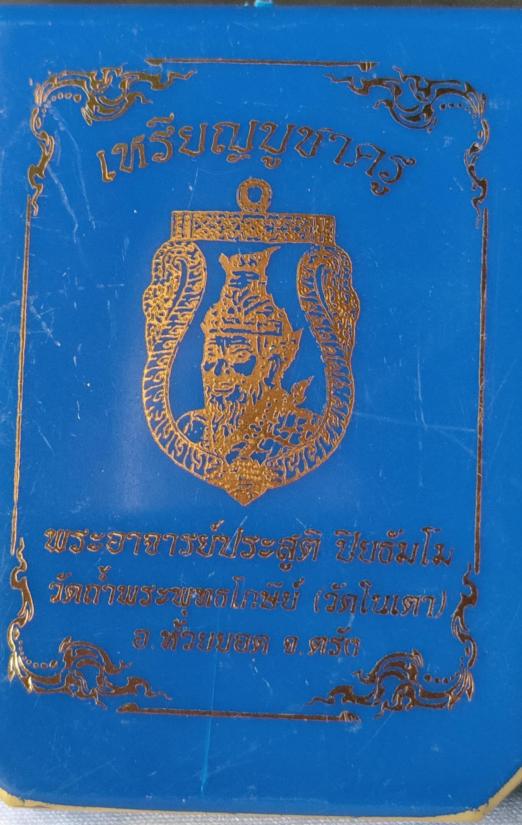 เหรียญบูชาครู
พระอาจารย์ประสูติ ปิยธัมโม
วัดถ้ำพระพุทธโกษีย์ (วัดในเตา)
อ.ห้วยยอด จ.ตรัง